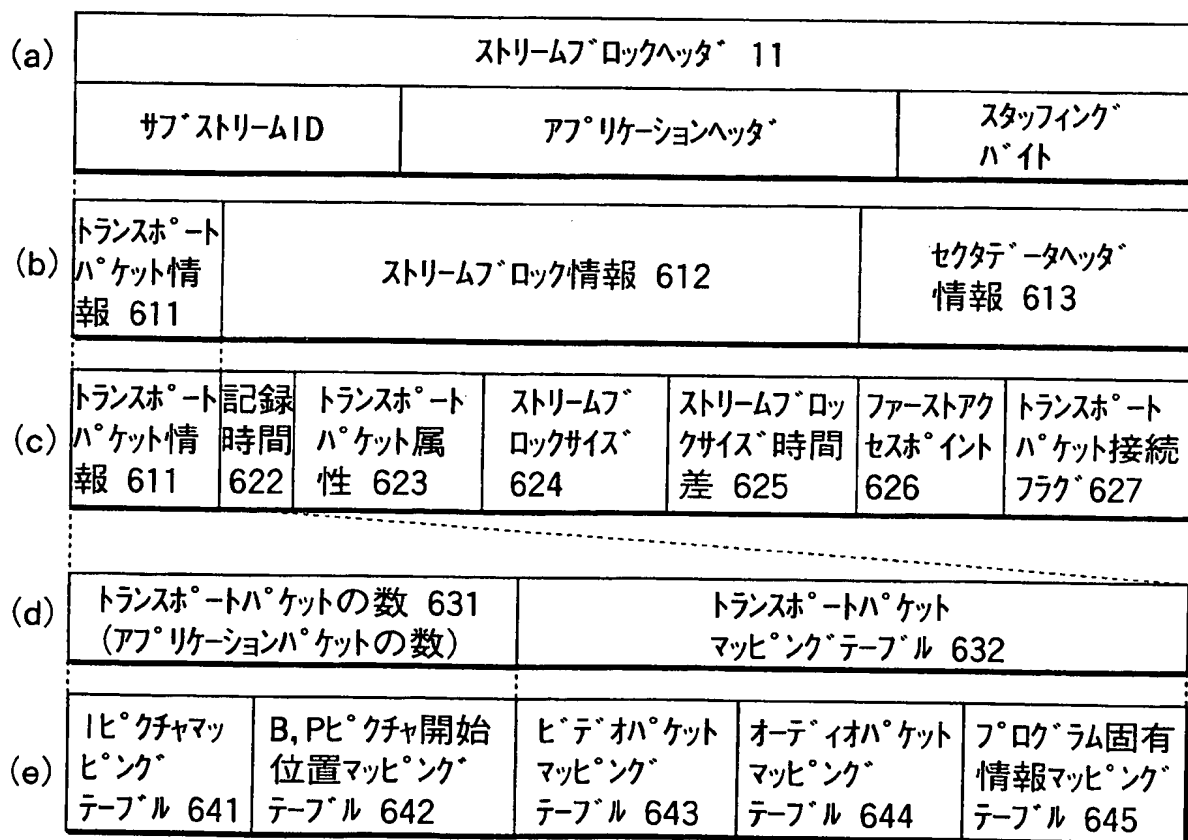 (a)
ストリームブロックヘッダ 11
サブストリームID
アプリケーションヘッダ
スタッフィング
バイト
(b)
トランスポート
パケット情
報 611
ストリームブロック情報 612
セクタデータヘッダ
情報 613
(c)
トランスポート
パケット情
報 611
記録
時間
622
トランスポート
パケット属
性 623
ストリームブ
ロックサイズ
624
ストリームブロッ
クサイズ時間
差 625
ファーストアク
セスポイント
626
トランスポート
パケット接続
フラグ 627
(d)
トランスポートパケットの数 631
(アプリケーションパケットの数)
トランスポートパケット
マッピングテーブル 632
(e)
Iピクチャマッ
ピング
テーブル 641
B,Pピクチャ開始
位置マッピング
テーブル 642
ビデオパケット
マッピング
テーブル 643
オーディオパケット
マッピング
テーブル 644
プログラム固有
情報マッピング
テーブル 645